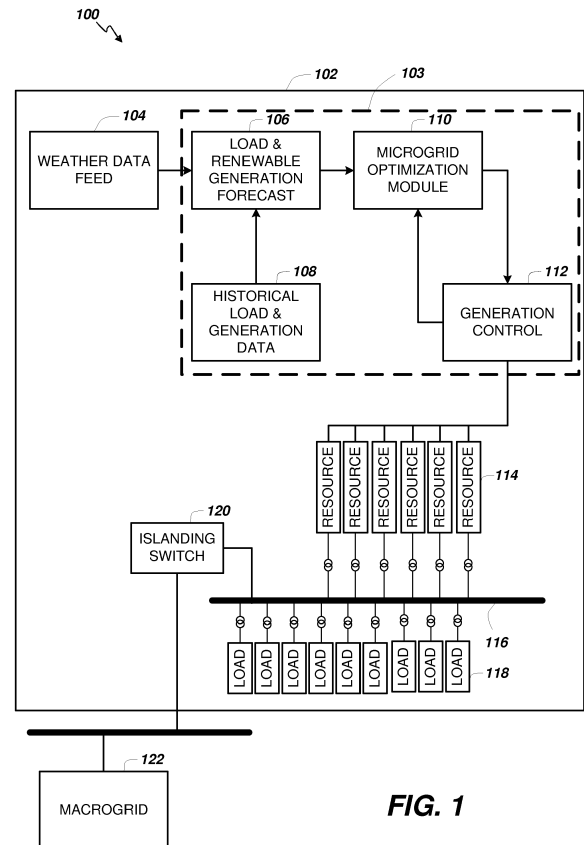 100
102
103
104
WEATHER DATA
FEED
106
LOAD &
RENEWABLE
GENERATION
FORECAST
110
MICROGRID
OPTIMIZATION
MODULE
108
HISTORICAL
LOAD &
GENERATION
DATA
112
GENERATION
CONTROL
RESOURCE
RESOURCE
RESOURCE
RESOURCE
RESOURCE
RESOURCE
114
120
ISLANDING
SWITCH
116
LOAD
LOAD
LOAD
LOAD
LOAD
LOAD
LOAD
LOAD
LOAD
118
122
MACROGRID
FIG. 1